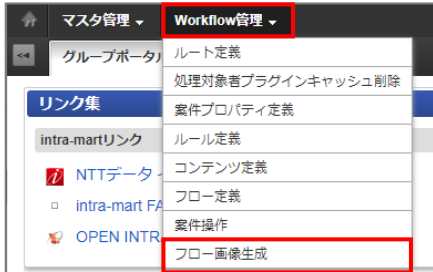 マスタ管理 Workflow管理
グループポータ
ルート定義
処理対象者プラグインキャッシュ削除
リンク集
案件プロパティ定義
intra-martリンク
ルール定義
NTTデータ
コンテンツ定義
intra-mart FA
フロー定義
案件操作
OPEN INTR
フロー画像生成